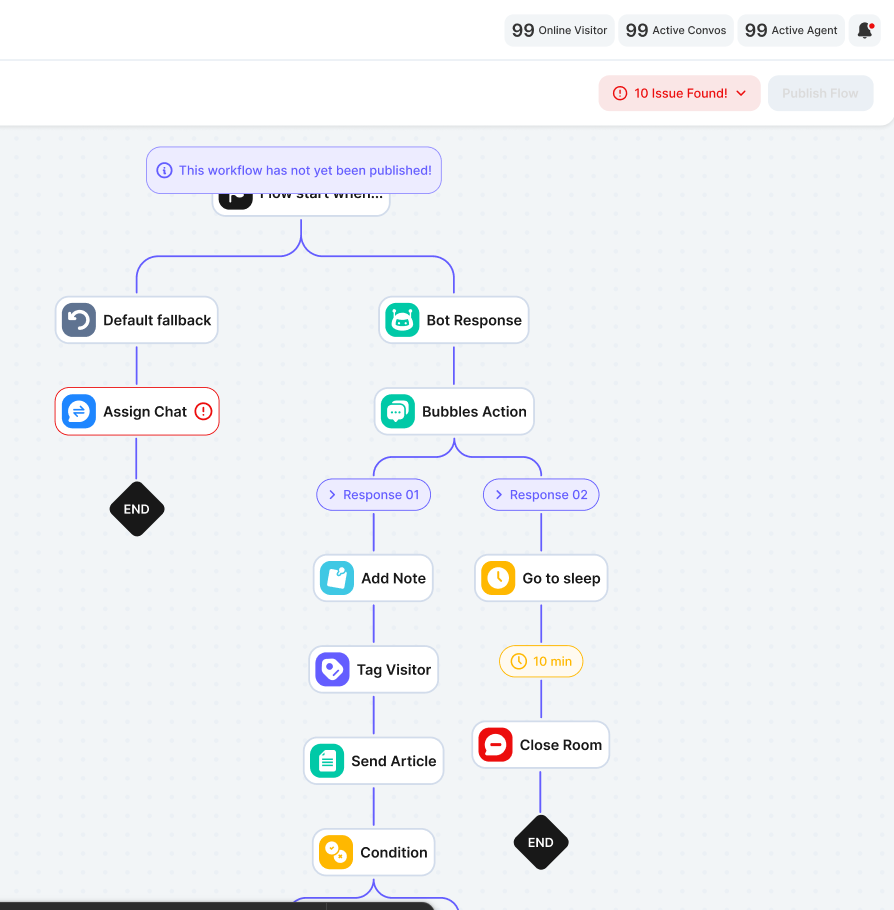 99 Online Visitor
99 Active Convos
99 Active Agent
10 Issue Found!
Publish Flow
This workflow has not yet been published!
Flow start when...
Default fallback
Bot Response
Assign Chat
Bubbles Action
Response 01
Response 02
END
Add Note
Go to sleep
Tag Visitor
10 min
Close Room
Send Article
END
Condition